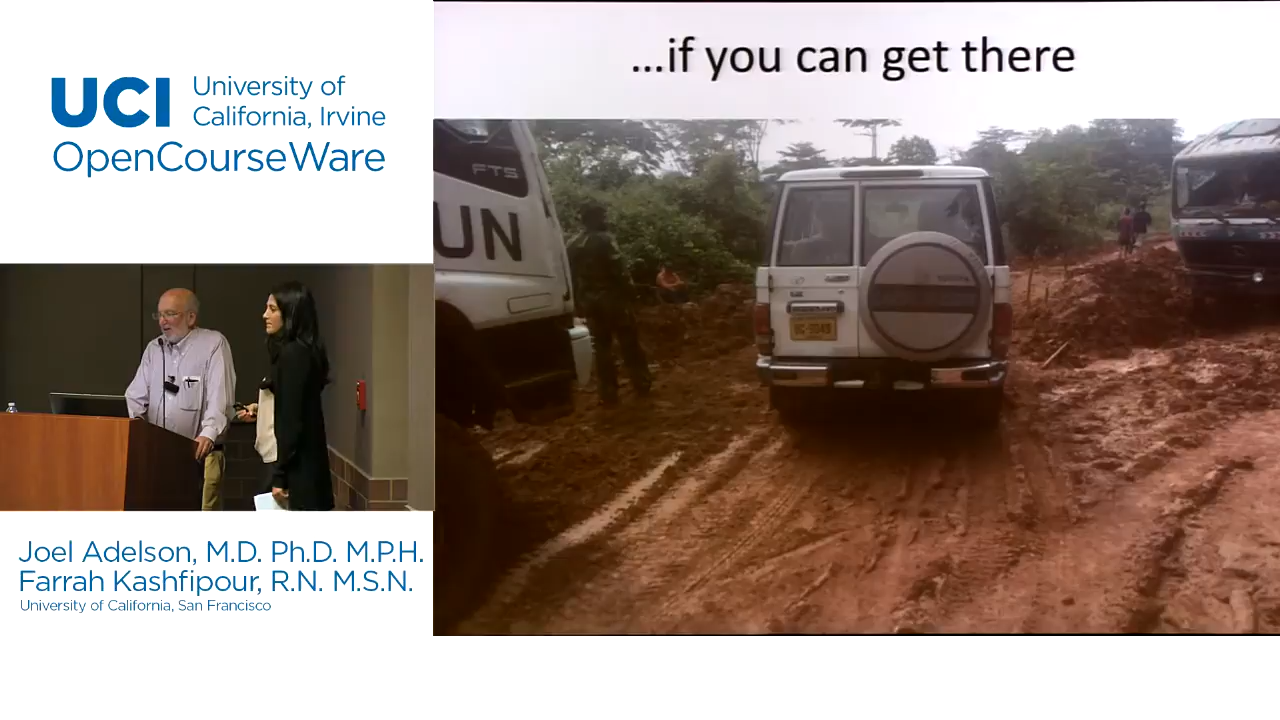 UCI
University of
California, Irvine
OpenCourseWare
...if you can get there
FTS
UN
Joel Adelson, M.D. Ph.D. M.P.H.
Farrah Kashfipour, R.N. M.S.N.
University of California, San Francisco